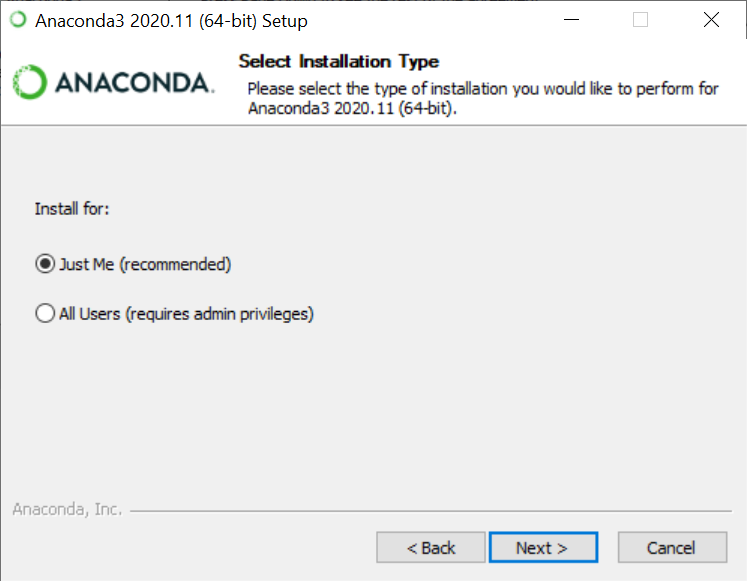 Anaconda3 2020.11 (64-bit) Setup
ANACONDA.
Select Installation Type
Please select the type of installation you would like to perform for
Anaconda3 2020.11 (64-bit).
Install for:
Just Me (recommended)
All Users (requires admin privileges)
Anaconda, Inc.
< Back
Next >
Cancel